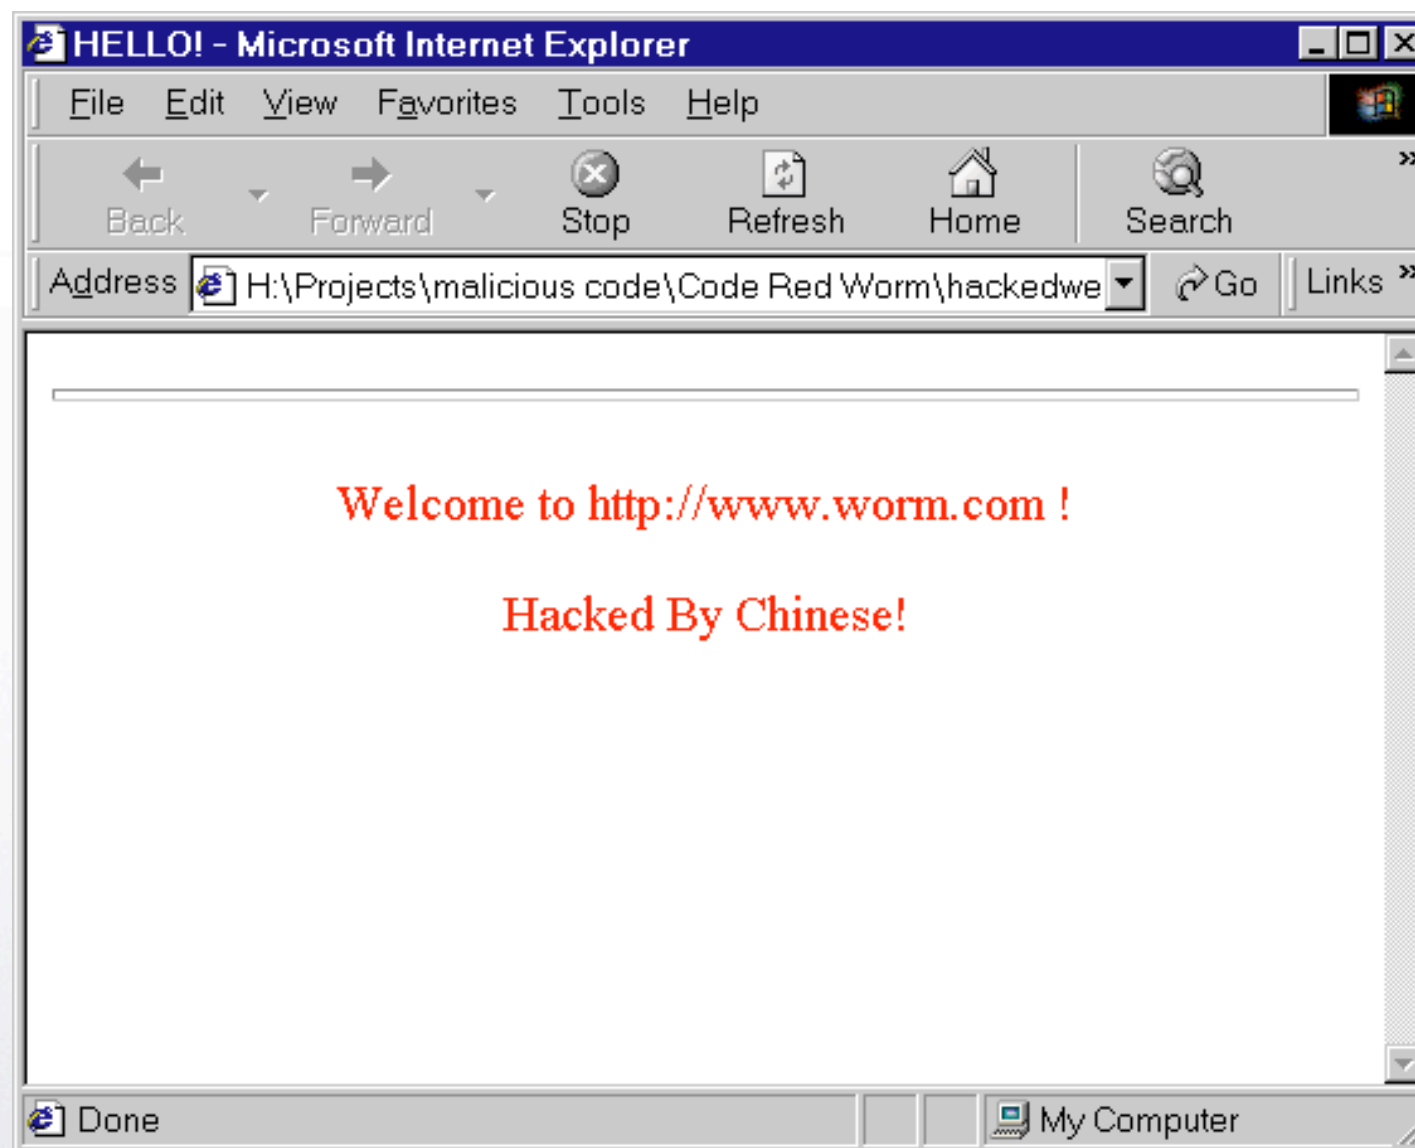 HELLO! - Microsoft Internet Explorer
File Edit View Favorites Tools Help
Back Forward Stop Refresh Home Search »
Address H:\Projects\malicious code\Code Red Worm\hackedwe Go Links »
Welcome to http://www.worm.com !
Hacked By Chinese!
Done My Computer